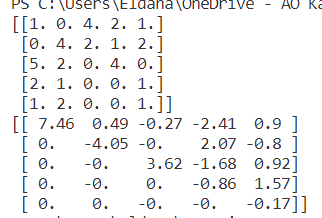 PS C:\Users\Eldana\OneDrive - AO Ka
[[1. 0. 4. 2. 1.]
[0. 4. 2. 1. 2.]
[5. 2. 0. 4. 0.]
[2. 1. 0. 0. 1.]
[1. 2. 0. 0. 1.]]
[[ 7.46 0.49 -0.27 -2.41 0.9 ]
[ 0. -4.05 -0. 2.07 -0.8 ]
[ 0. -0. 3.62 -1.68 0.92]
[ 0. -0. 0. -0.86 1.57]
[ 0. 0. -0. -0. -0.17]]